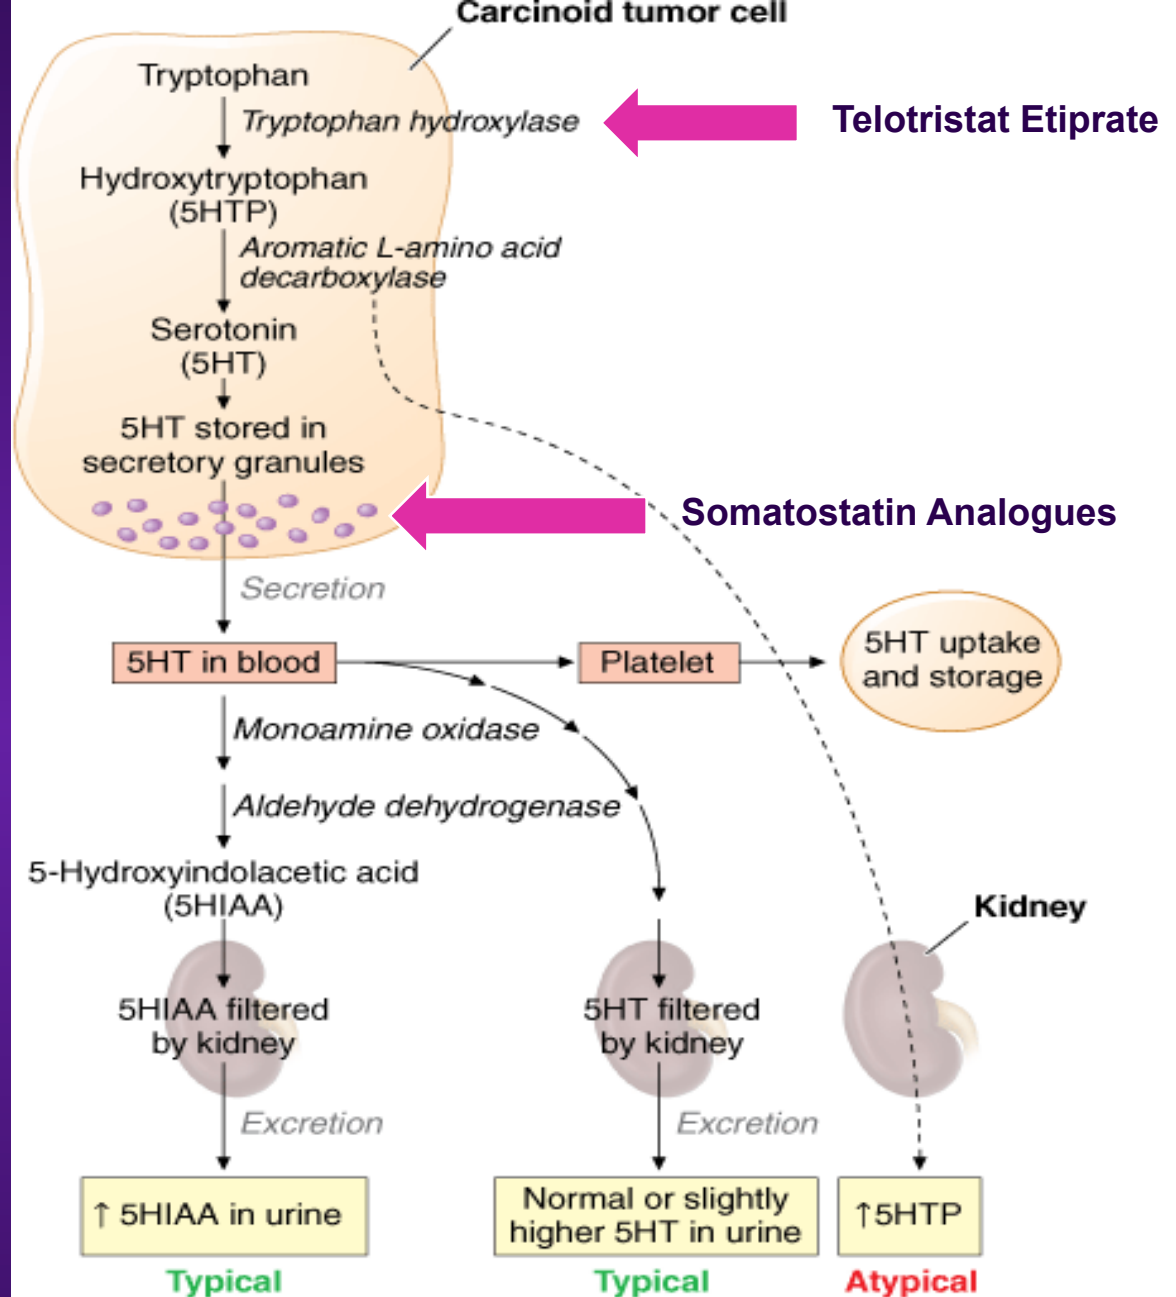 Carcinoid tumor cell
Tryptophan
Tryptophan hydroxylase
Telotristat Etiprate
Hydroxytryptophan
(5HTP)
Aromatic L-amino acid
decarboxylase
Serotonin
(5HT)
5HT stored in
secretory granules
Somatostatin Analogues
Secretion
5HT in blood
Platelet
5HT uptake
and storage
Monoamine oxidase
Aldehyde dehydrogenase
5-Hydroxyindolacetic acid
(5HIAA)
Kidney
5HIAA filtered
by kidney
5HT filtered
by kidney
Excretion
Excretion
↑ 5HIAA in urine
Normal or slightly
higher 5HT in urine
↑5HTP
Typical
Typical
Atypical